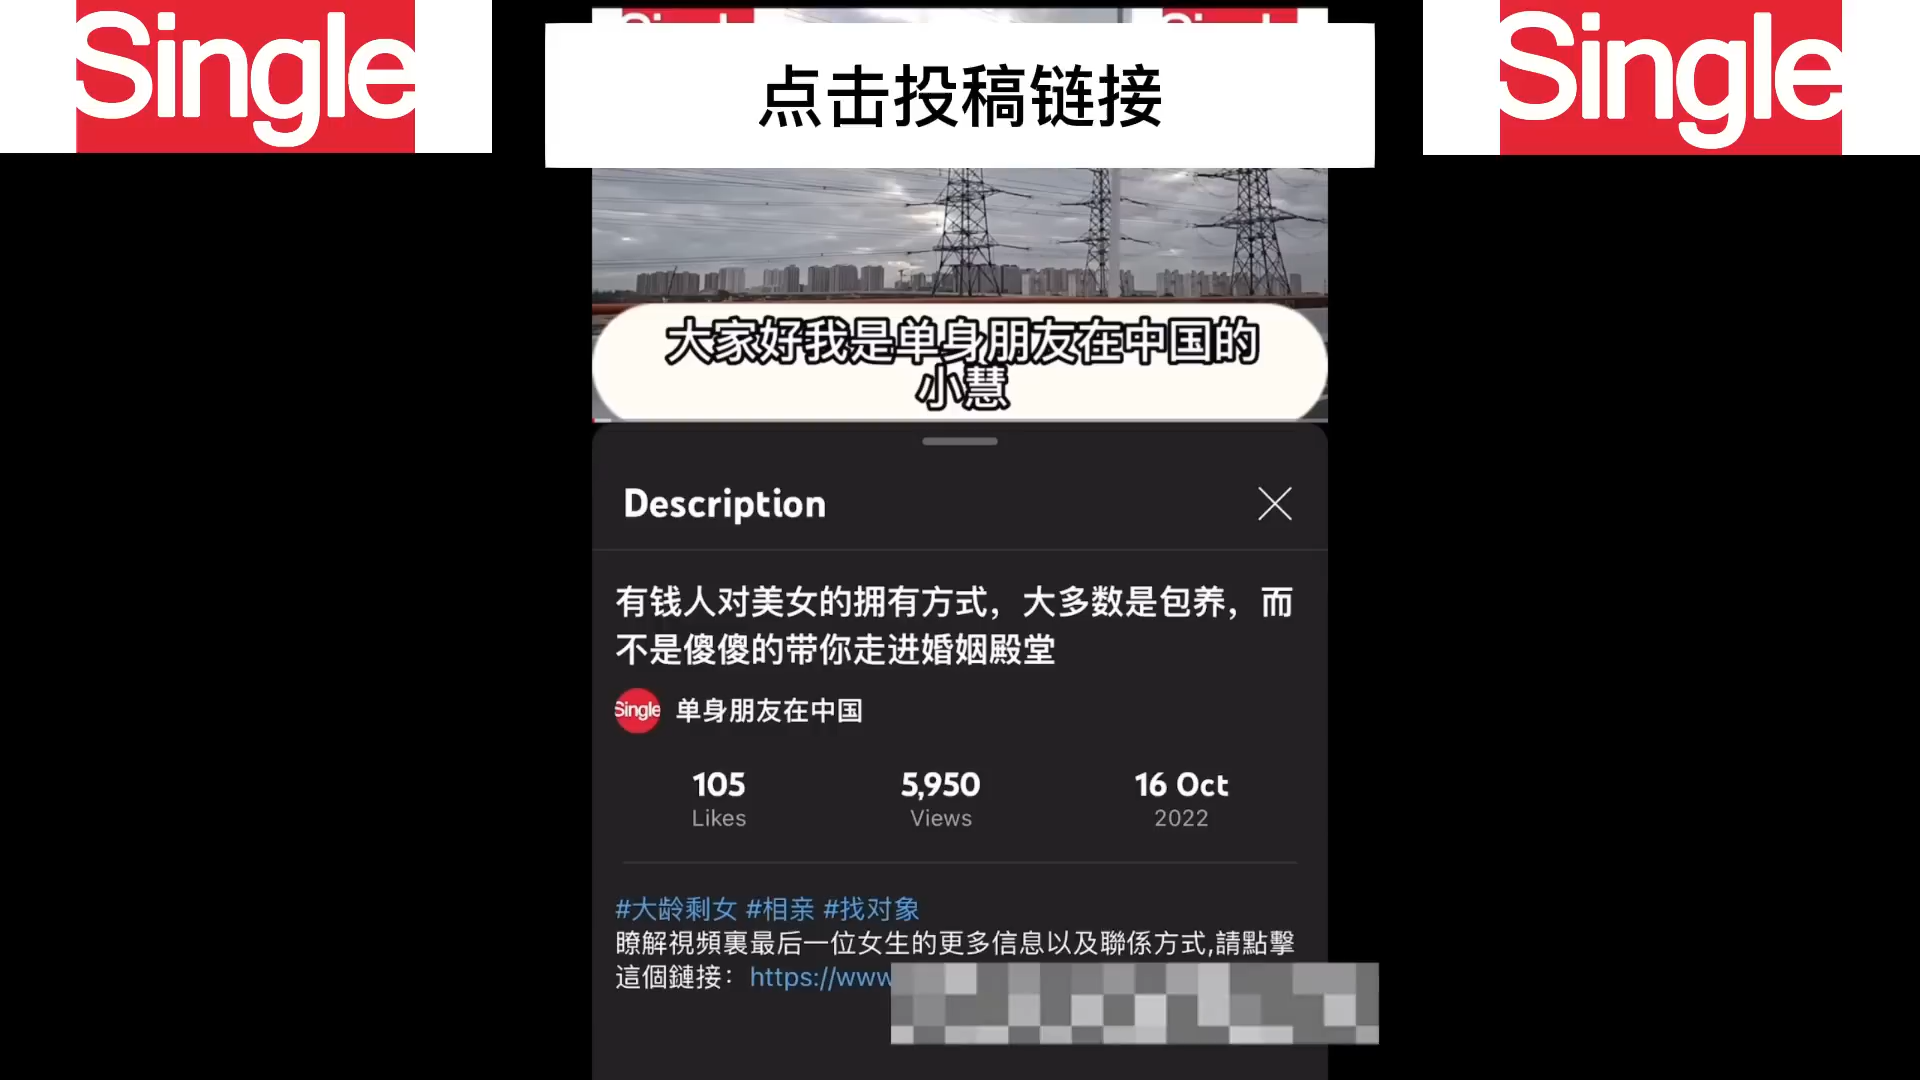 Single
点击投稿链接
Single
大家好我是单身朋友在中国的
小慧
Description
有钱人对美女的拥有方式，大多数是包养，而
不是傻傻的带你走进婚姻殿堂
Single
单身朋友在中国
105
5,950
16 Oct
Likes
Views
2022
#大龄剩女 #相亲 #找对象
瞭解視頻裏最后一位女生的更多信息以及聯係方式,請點擊
這個鏈接：https://www